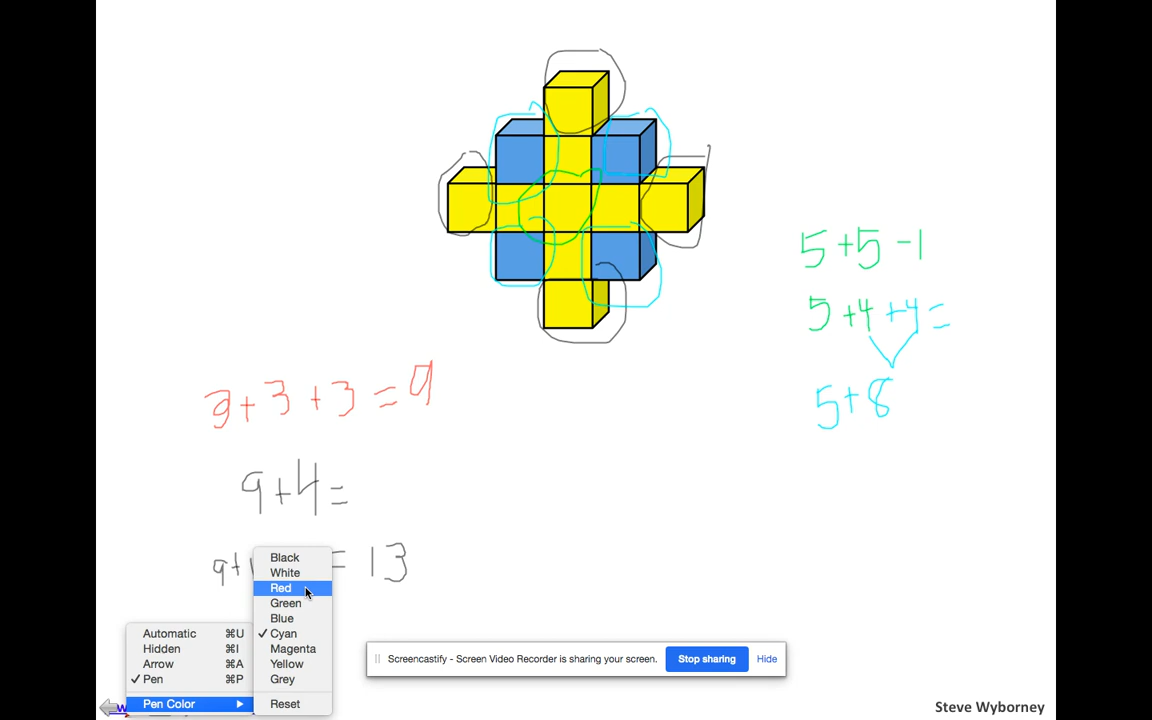 5 + 5 - 1
5 + 4 + 4 =
5 + 8
3 + 3 + 3 = 9
9 + 4 =
9 +
= 13
Black
White
Red
Green
Blue
✓ Cyan
Magenta
Yellow
Grey
Reset
Automatic ⌘U
Hidden ⌘I
Arrow ⌘A
✓ Pen ⌘P
Pen Color
Screencastify - Screen Video Recorder is sharing your screen. Stop sharing Hide
Steve Wyborney